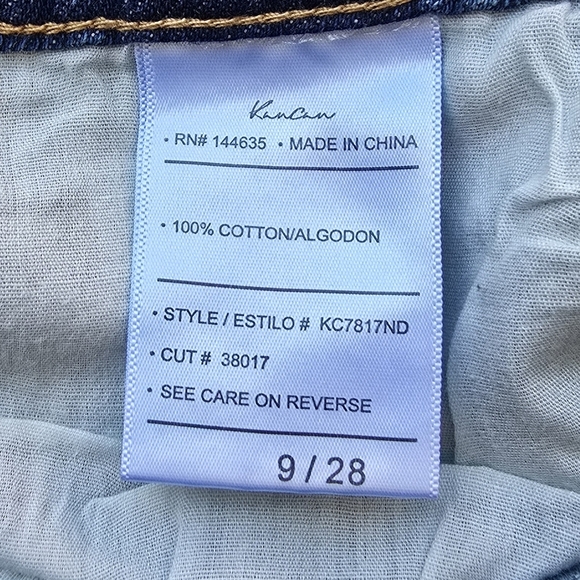 KanCan
• RN# 144635 • MADE IN CHINA
• 100% COTTON/ALGODON
• STYLE / ESTILO # KC7817ND
• CUT # 38017
• SEE CARE ON REVERSE
9 / 28